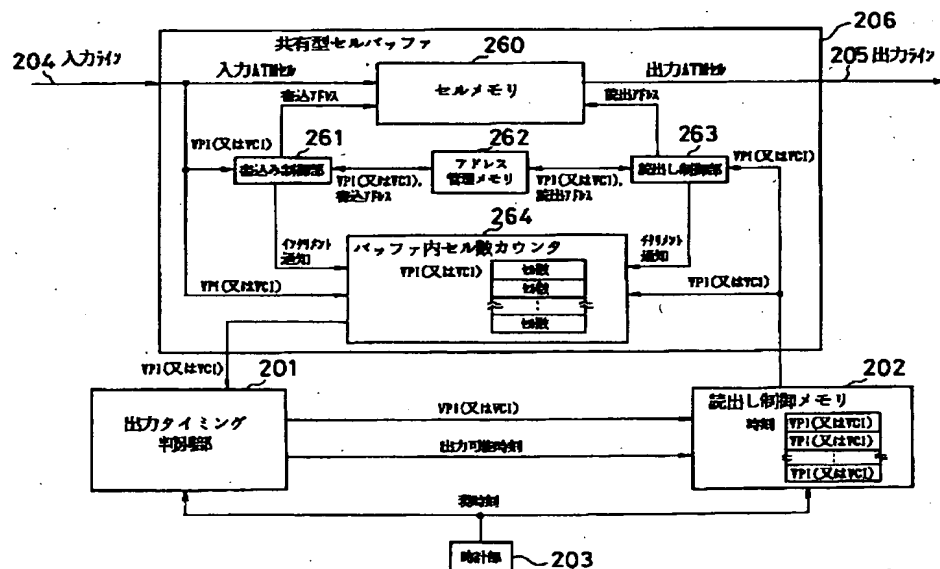 206
共有型セルバッファ
260
204 入力ライン
入力ATMセル
セルメモリ
出力ATMセル
205 出力ライン
書込アドレス
読出アドレス
VPI(又はVCI)
261
262
263
VPI(又はVCI)
書込み制御部
アドレス
管理メモリ
読出し制御部
VPI(又はVCI),
書込アドレス
VPI(又はVCI),
読出アドレス
264
インクリメント
通知
バッファ内セル数カウンタ
デクリメント
通知
VPI(又はVCI)
セル数
セル数
セル数
VPI(又はVCI)
VPI(又はVCI)
VPI(又はVCI)
201
202
出力タイミング
判断部
VPI(又はVCI)
出力可能時刻
読出し制御メモリ
時刻
VPI(又はVCI)
VPI(又はVCI)
VPI(又はVCI)
現時刻
時計部
203